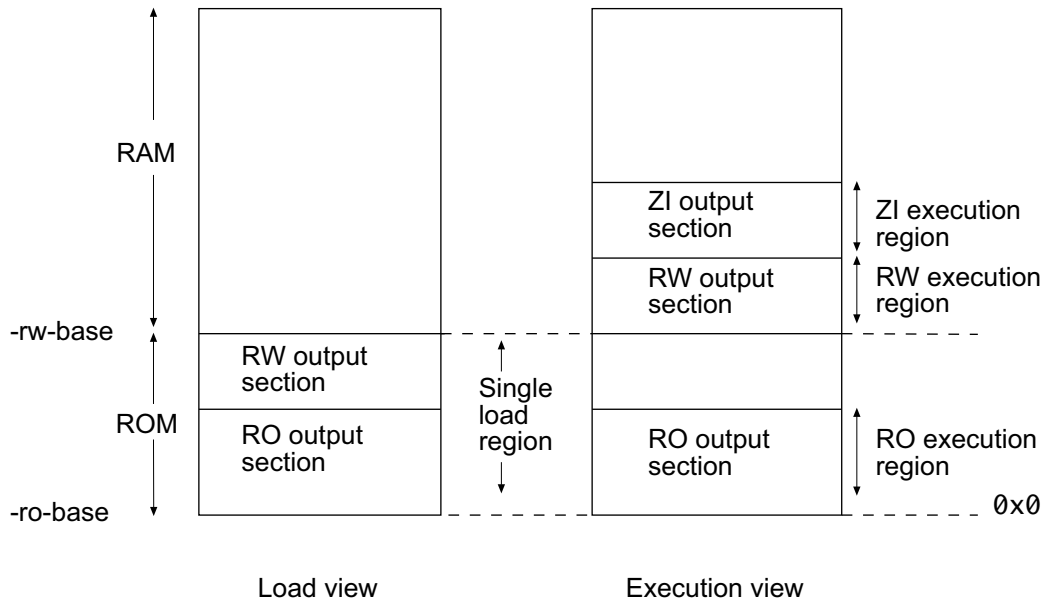 RAM
ZI output
section
ZI execution
region
RW output
section
RW execution
region
-rw-base
RW output
section
Single
load
region
ROM
RO output
section
RO output
section
RO execution
region
-ro-base
0x0
Load view
Execution view